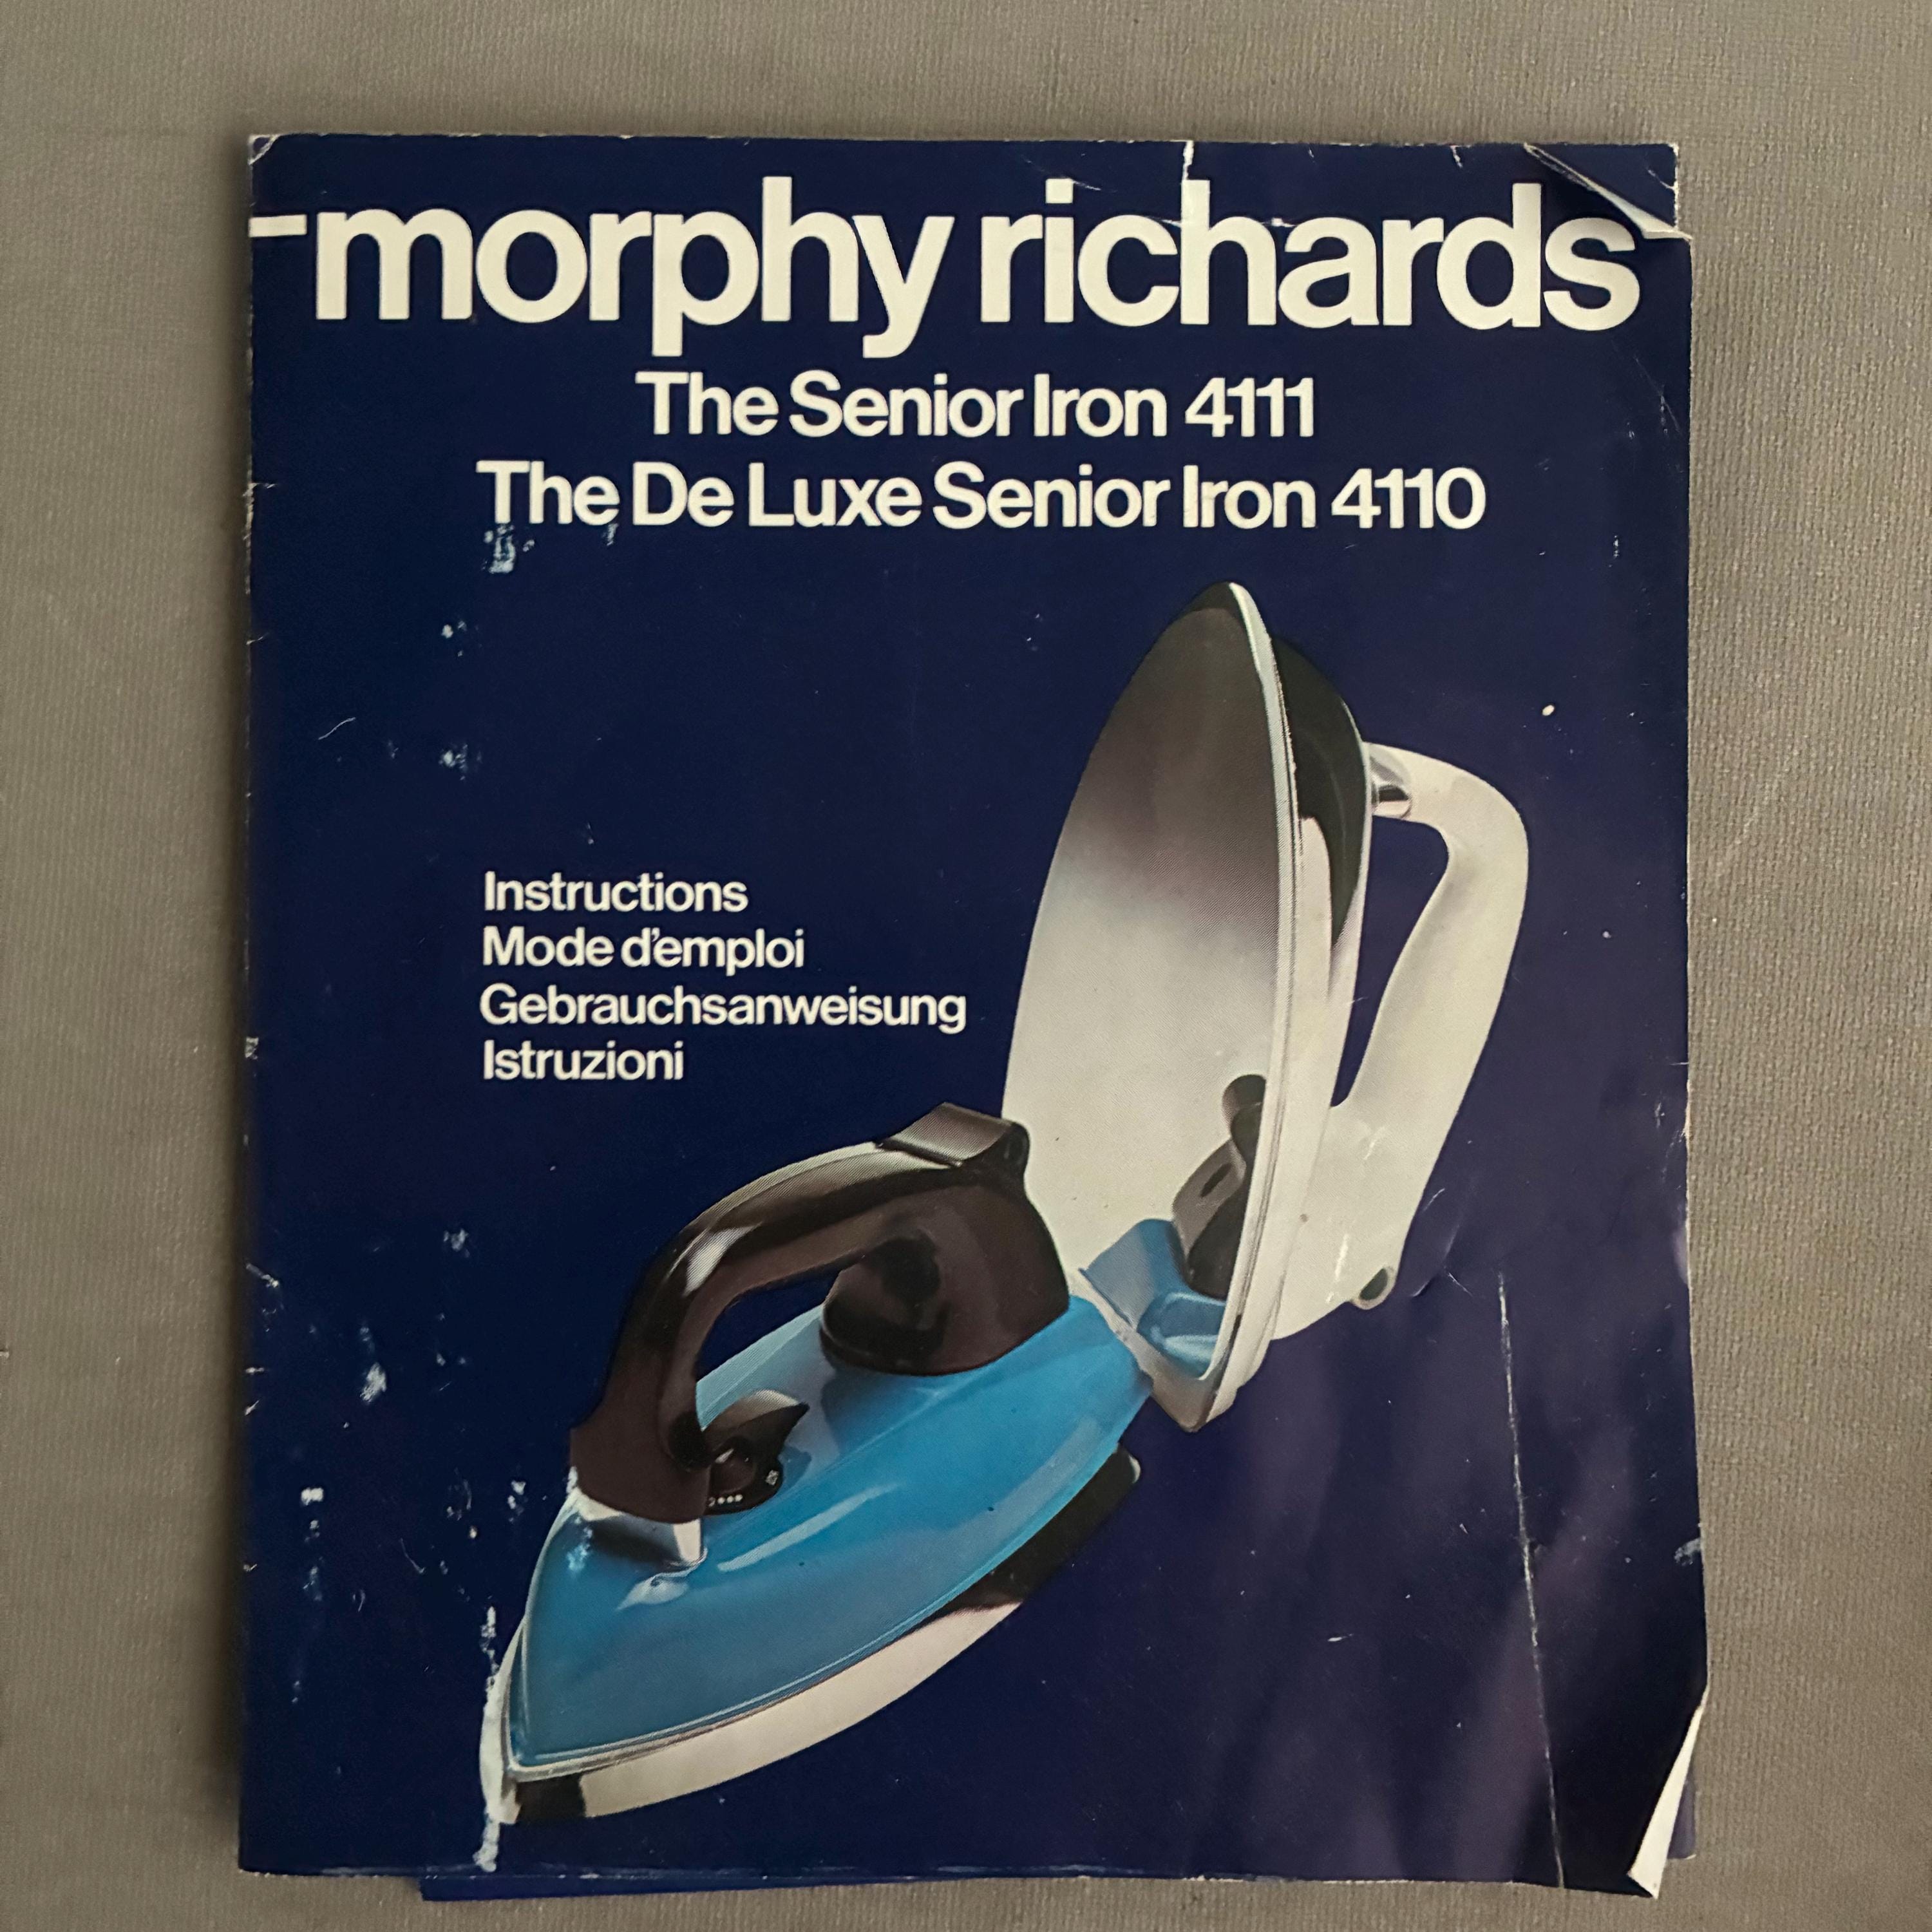 morphy richards
The Senior Iron 4111
The De Luxe Senior Iron 4110
Instructions
Mode d'emploi
Gebrauchsanweisung
Istruzioni